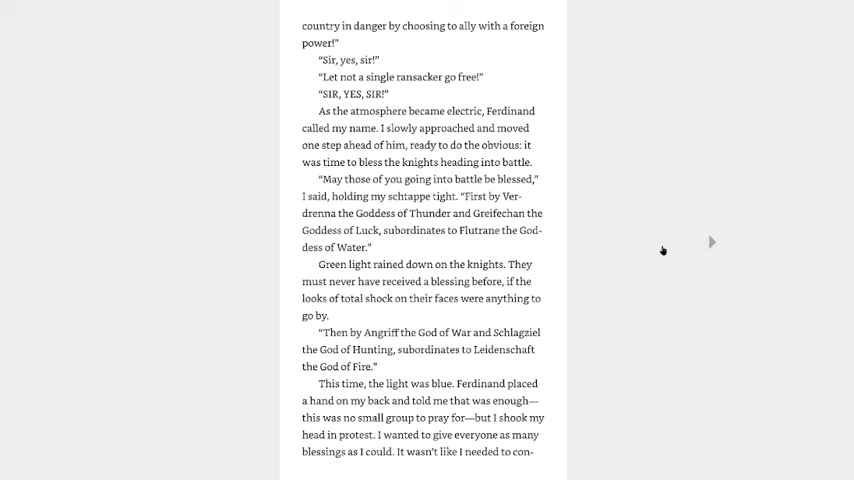 country in danger by choosing to ally with a foreign
power!”
“Sir, yes, sir!”
“Let not a single ransacker go free!”
“SIR, YES, SIR!”
As the atmosphere became electric, Ferdinand
called my name. I slowly approached and moved
one step ahead of him, ready to do the obvious: it
was time to bless the knights heading into battle.
“May those of you going into battle be blessed,”
I said, holding my schtappe tight. “First by Ver-
drenna the Goddess of Thunder and Greifechan the
Goddess of Luck, subordinates to Flutrane the God-
dess of Water.”
Green light rained down on the knights. They
must never have received a blessing before, if the
looks of total shock on their faces were anything to
go by.
“Then by Angriff the God of War and Schlagziel
the God of Hunting, subordinates to Leidenschaft
the God of Fire.”
This time, the light was blue. Ferdinand placed
a hand on my back and told me that was enough—
this was no small group to pray for—but I shook my
head in protest. I wanted to give everyone as many
blessings as I could. It wasn’t like I needed to con-